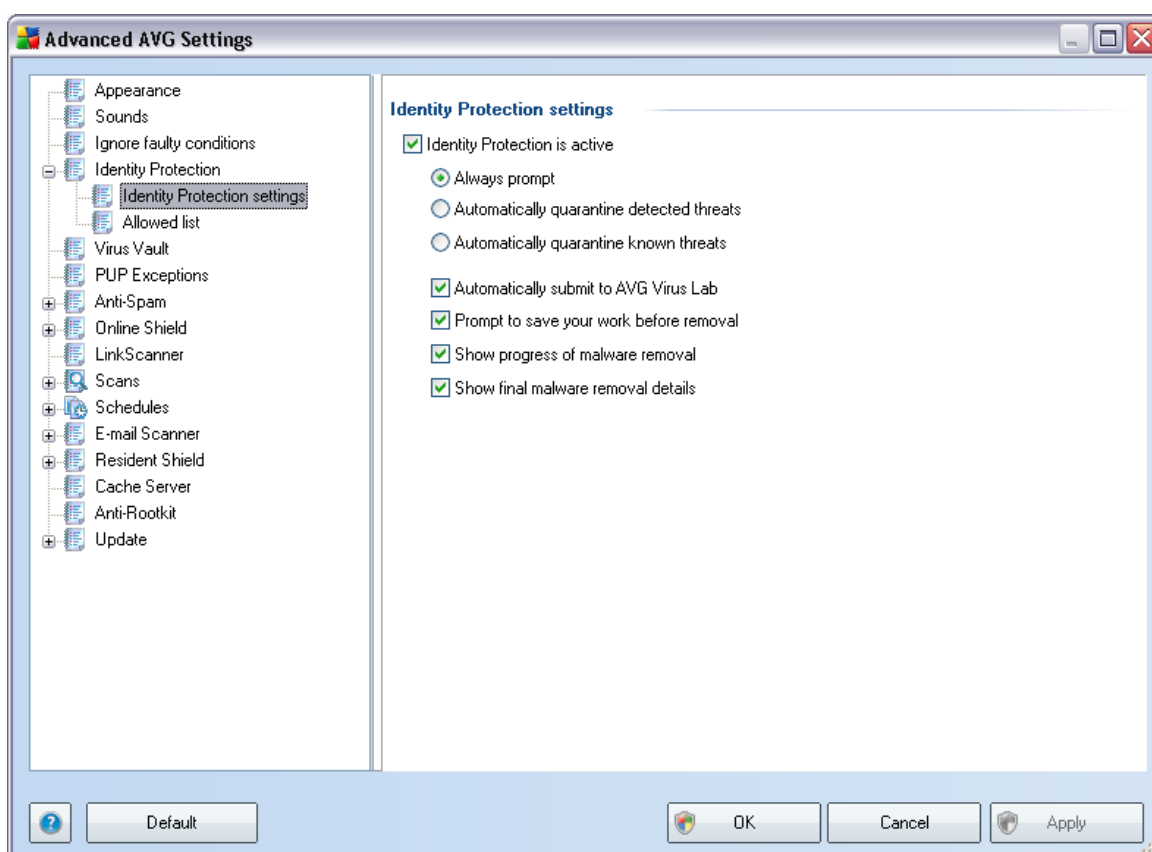 Advanced AVG Settings
Appearance
Sounds
Ignore faulty conditions
Identity Protection
Identity Protection settings
Allowed list
Virus Vault
PUP Exceptions
Anti-Spam
Online Shield
LinkScanner
Scans
Schedules
E-mail Scanner
Resident Shield
Cache Server
Anti-Rootkit
Update
Identity Protection settings
Identity Protection is active
Always prompt
Automatically quarantine detected threats
Automatically quarantine known threats
Automatically submit to AVG Virus Lab
Prompt to save your work before removal
Show progress of malware removal
Show final malware removal details
? Default OK Cancel Apply